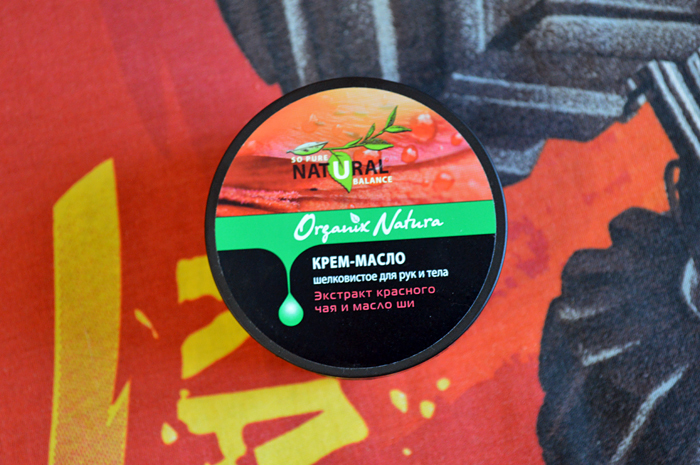 SO PURE
NATURAL
BALANCE
Organix Natura
КРЕМ-МАСЛО
шелковистое для рук и тела
Экстракт красного
чая и масло ши